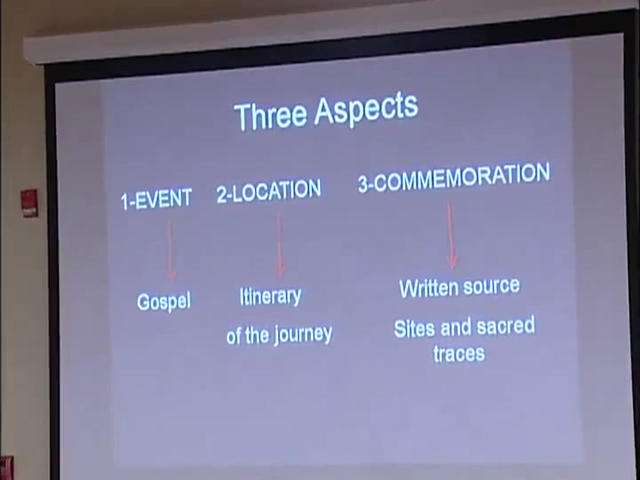 Three Aspects
1-EVENT 2-LOCATION 3-COMMEMORATION
Gospel
Itinerary
of the journey
Written source
Sites and sacred
traces